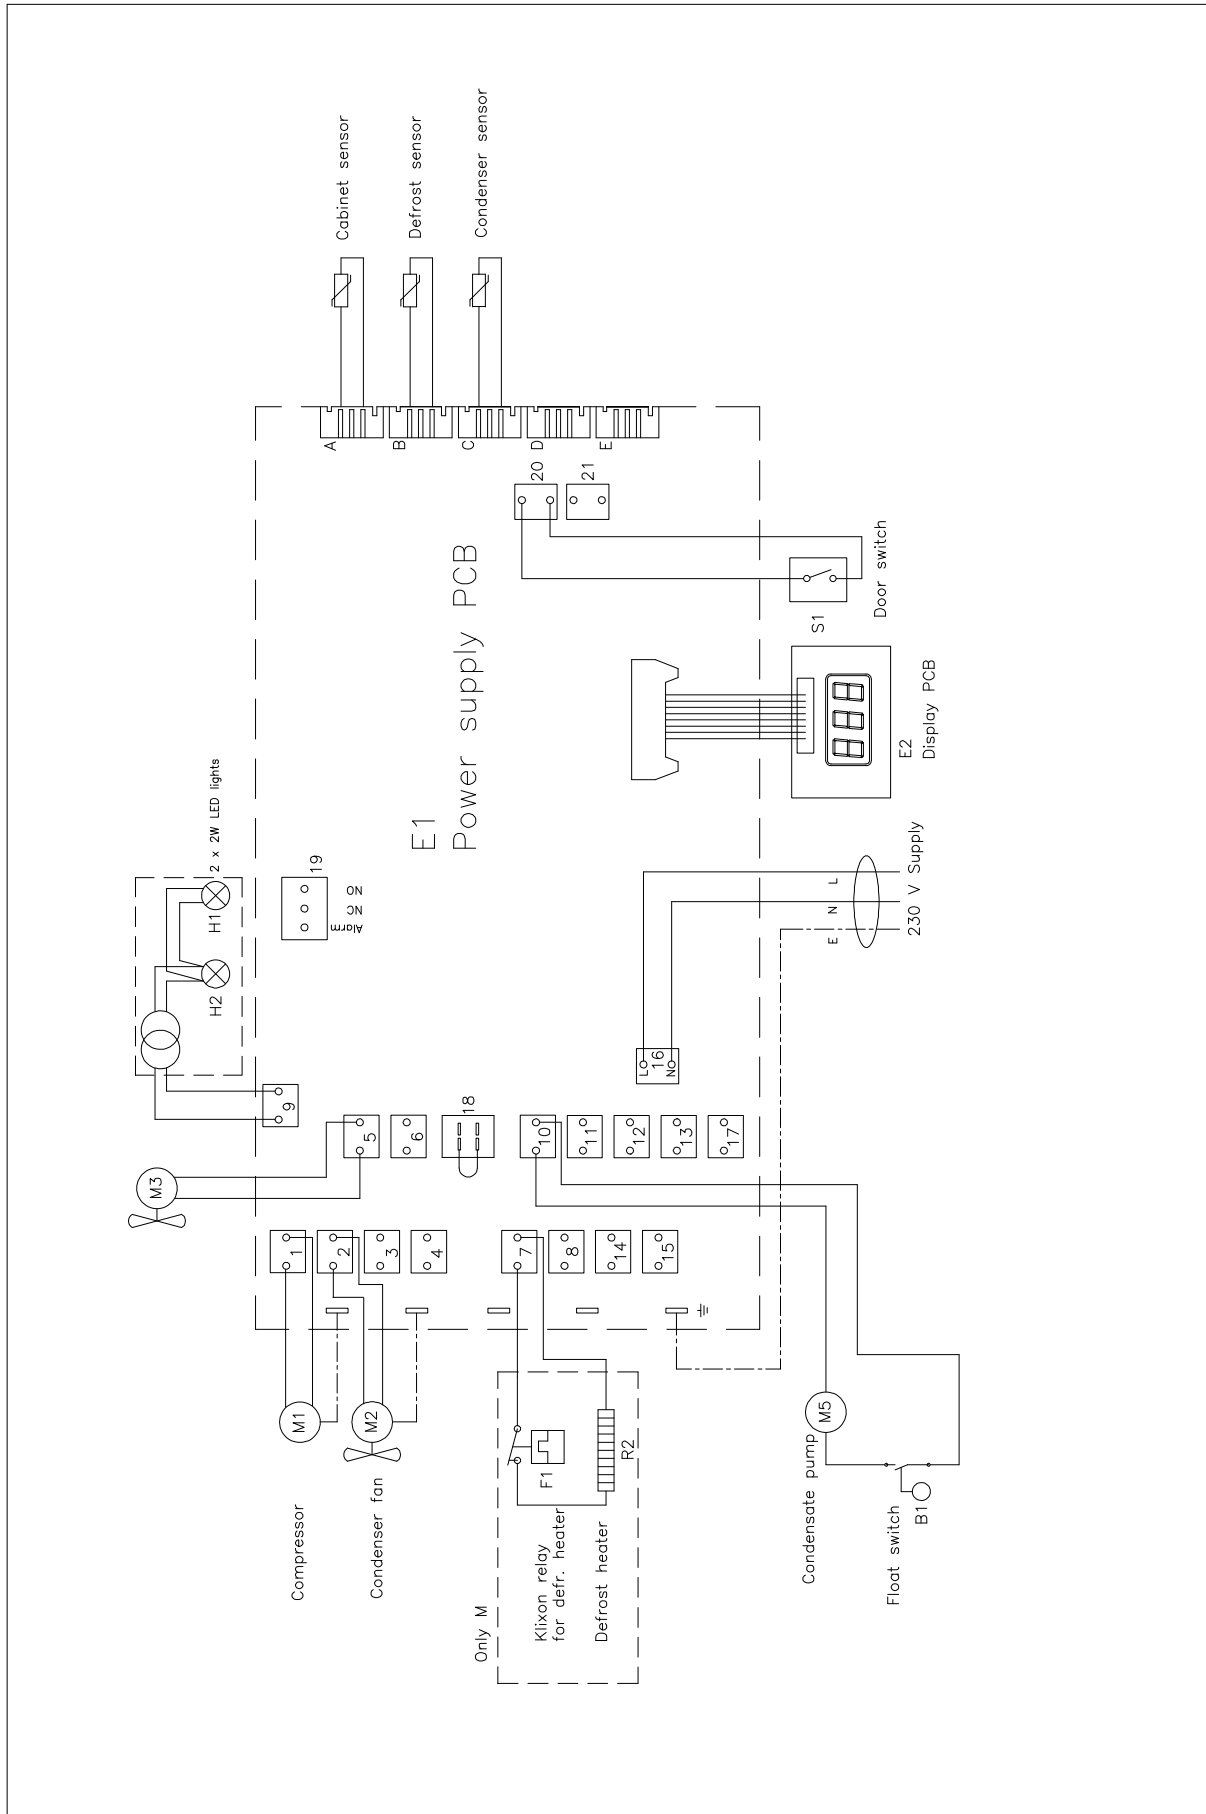 Cabinet sensor
Defrost sensor
Condenser sensor
A
B
C
D
E
20
21
E1
Power supply PCB
S1
Door switch
E2
Display PCB
2 x 2W LED lights
H1
H2
19
NO
NC
Alarm
L
N
E
230 V Supply
L
16
N
9
5
6
18
10
11
12
13
17
M3
1
2
3
4
7
8
14
15
M1
M2
Compressor
Condenser fan
Only M
F1
R2
Klixon relay
for defr. heater
Defrost heater
M5
Condensate pump
Float switch
B1